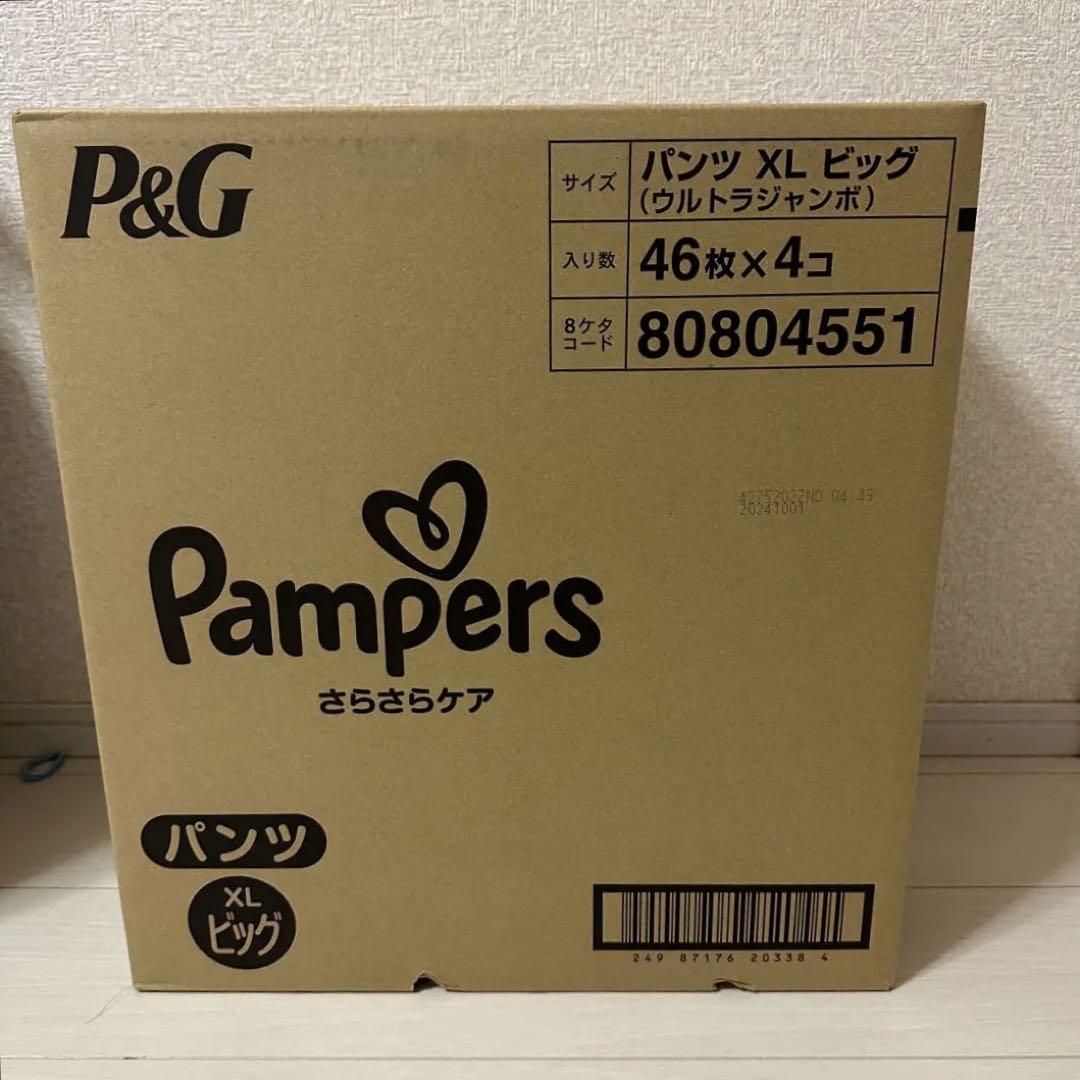 P&G
サイズ
パンツ XL ビッグ
(ウルトラジャンボ)
入り数
46枚×4コ
8ケタ
コード
80804551
20241001
Pampers
さらさらケア
パンツ
XL
ビッグ
249 87176 20338 4